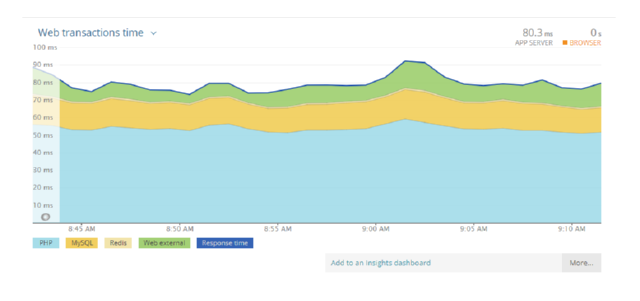 Web transactions time
80.3 ms
APP SERVER
0 s
BROWSER
100 ms
90 ms
80 ms
70 ms
60 ms
50 ms
40 ms
30 ms
20 ms
10 ms
8:45 AM 8:50 AM 8:55 AM 9:00 AM 9:05 AM 9:10 AM
PHP MySQL Redis Web external Response time
Add to an Insights dashboard More...